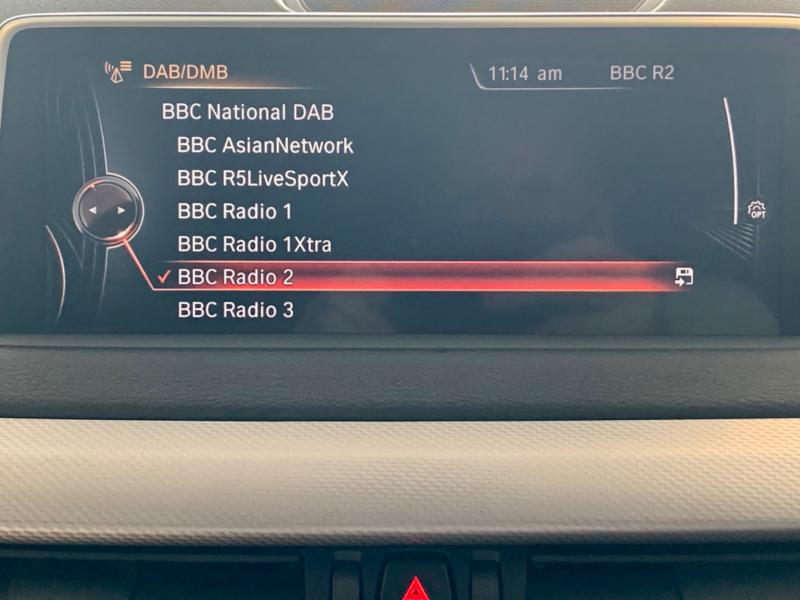 DAB/DMB
11:14 am
BBC R2
BBC National DAB
BBC AsianNetwork
BBC R5LiveSportX
BBC Radio 1
BBC Radio 1Xtra
BBC Radio 2
BBC Radio 3
OPT